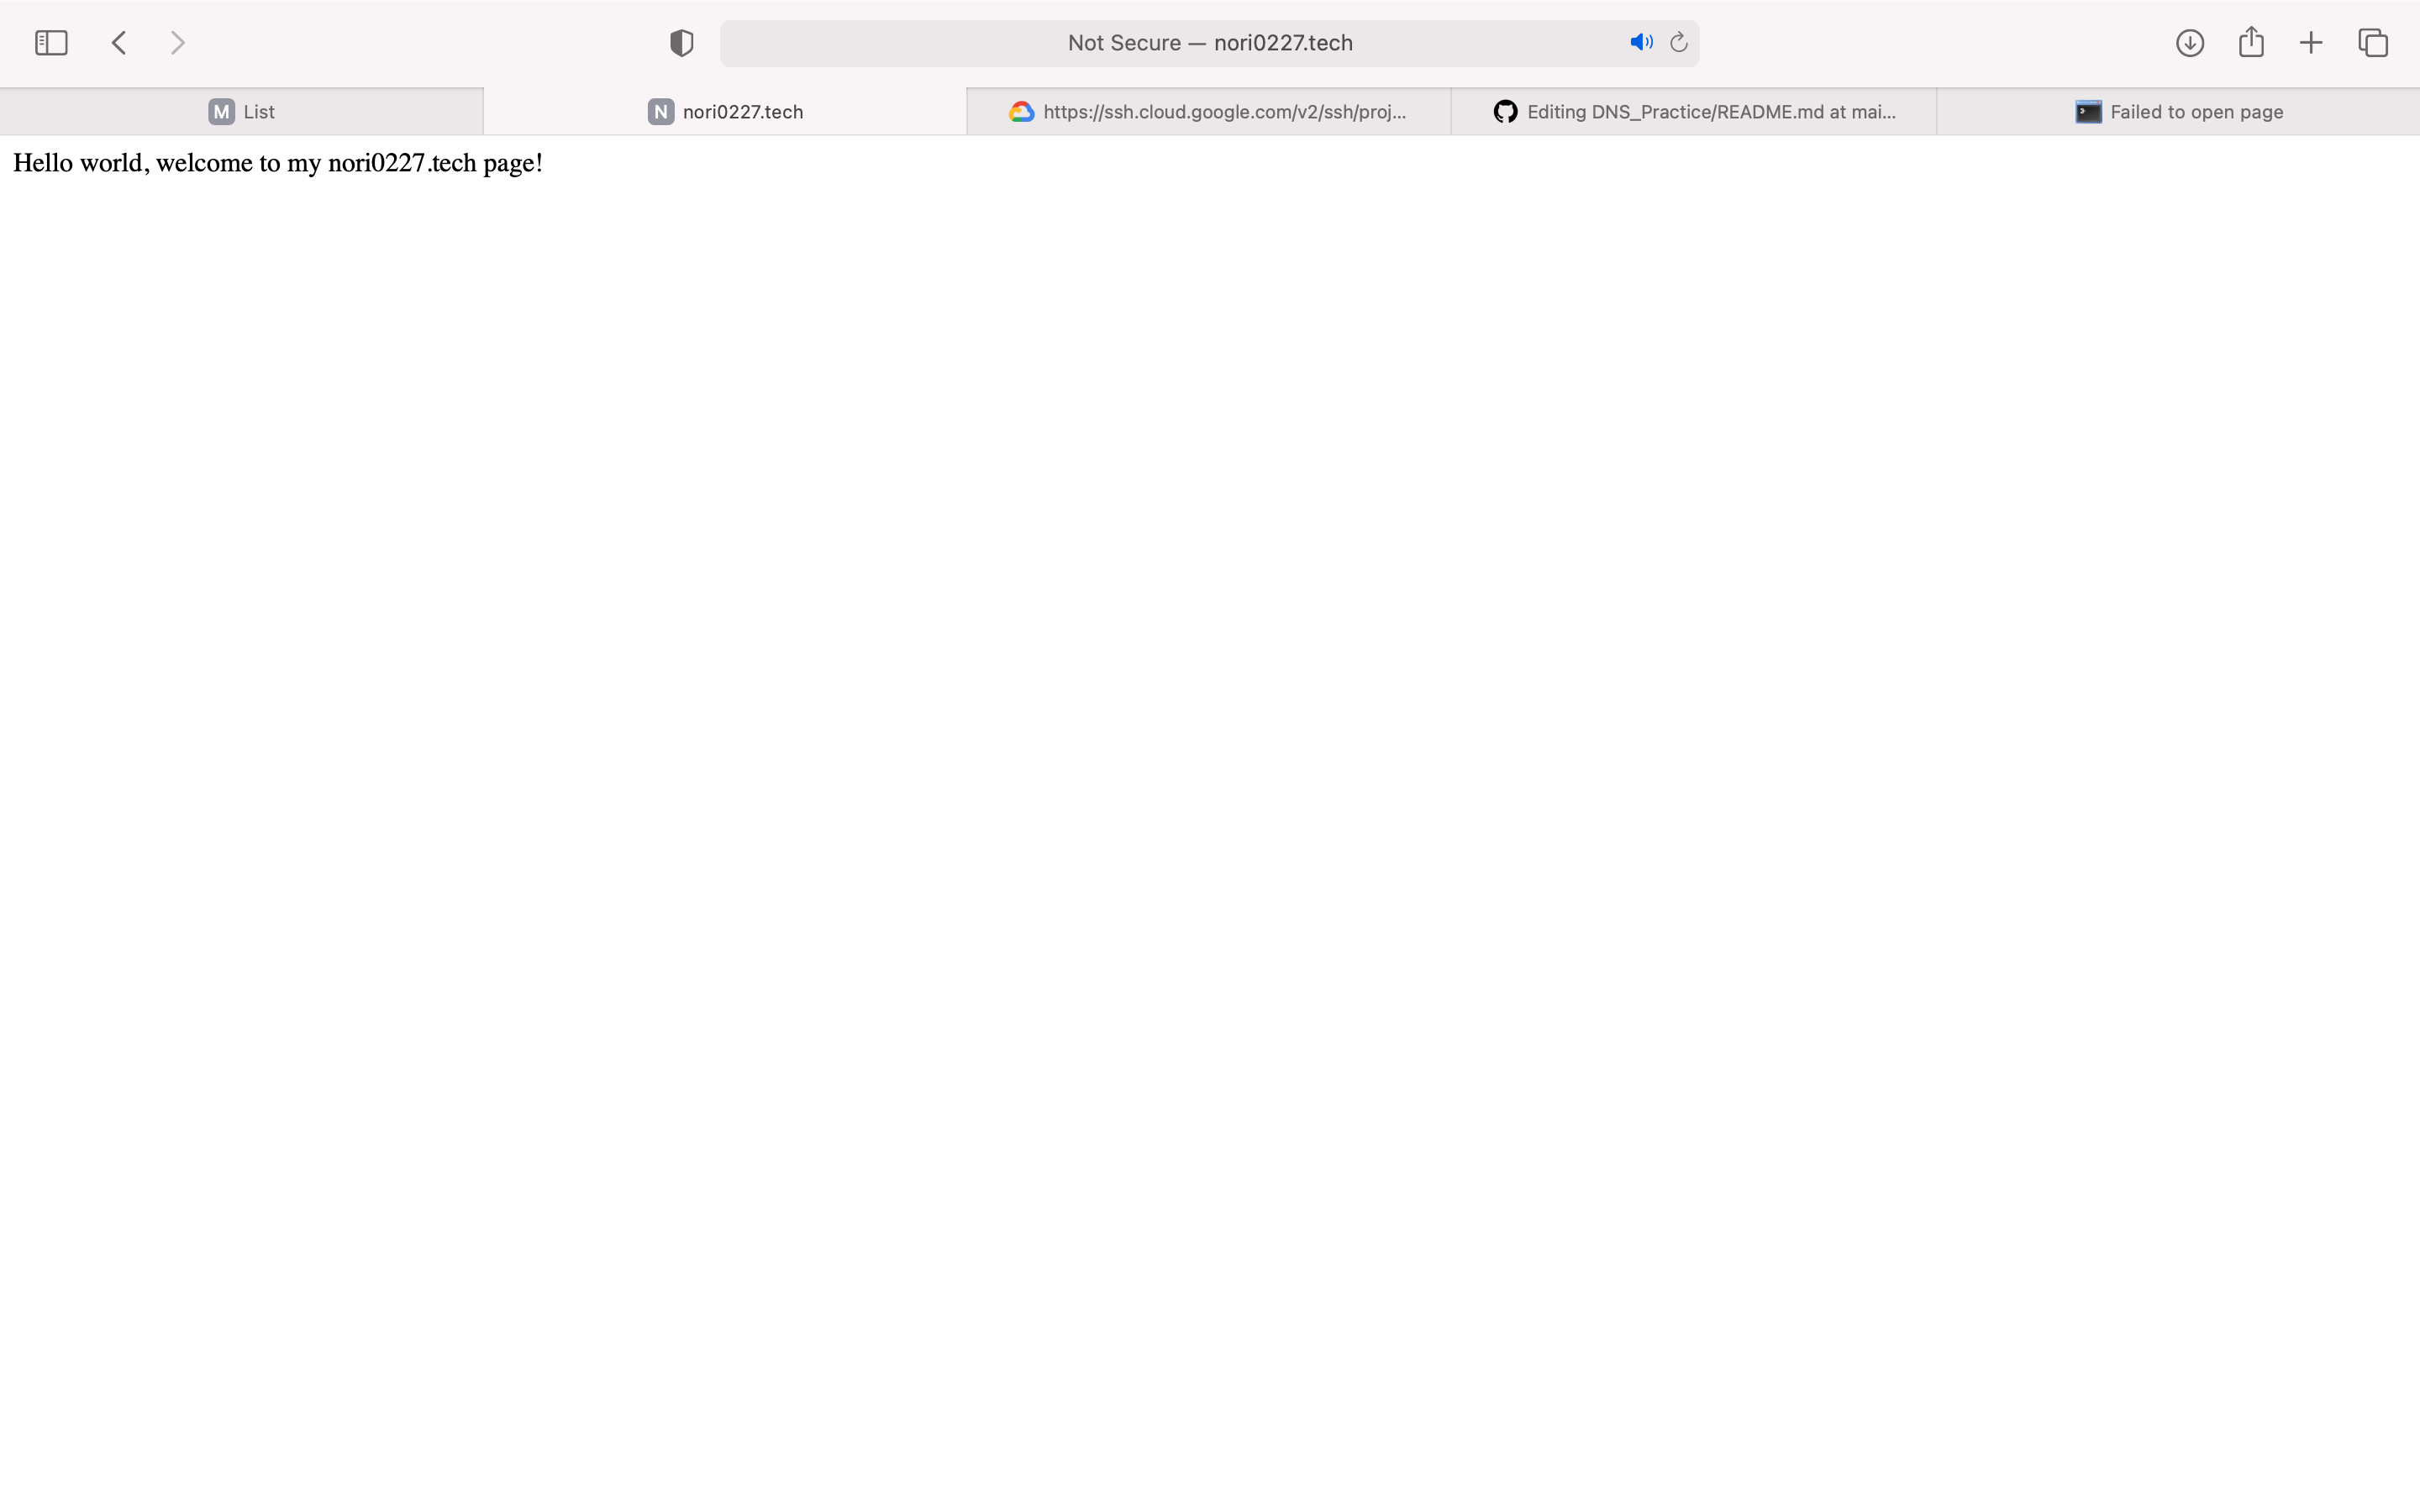 Not Secure — nori0227.tech
M List
N nori0227.tech
https://ssh.cloud.google.com/v2/ssh/proj...
Editing DNS_Practice/README.md at mai...
Failed to open page
Hello world, welcome to my nori0227.tech page!